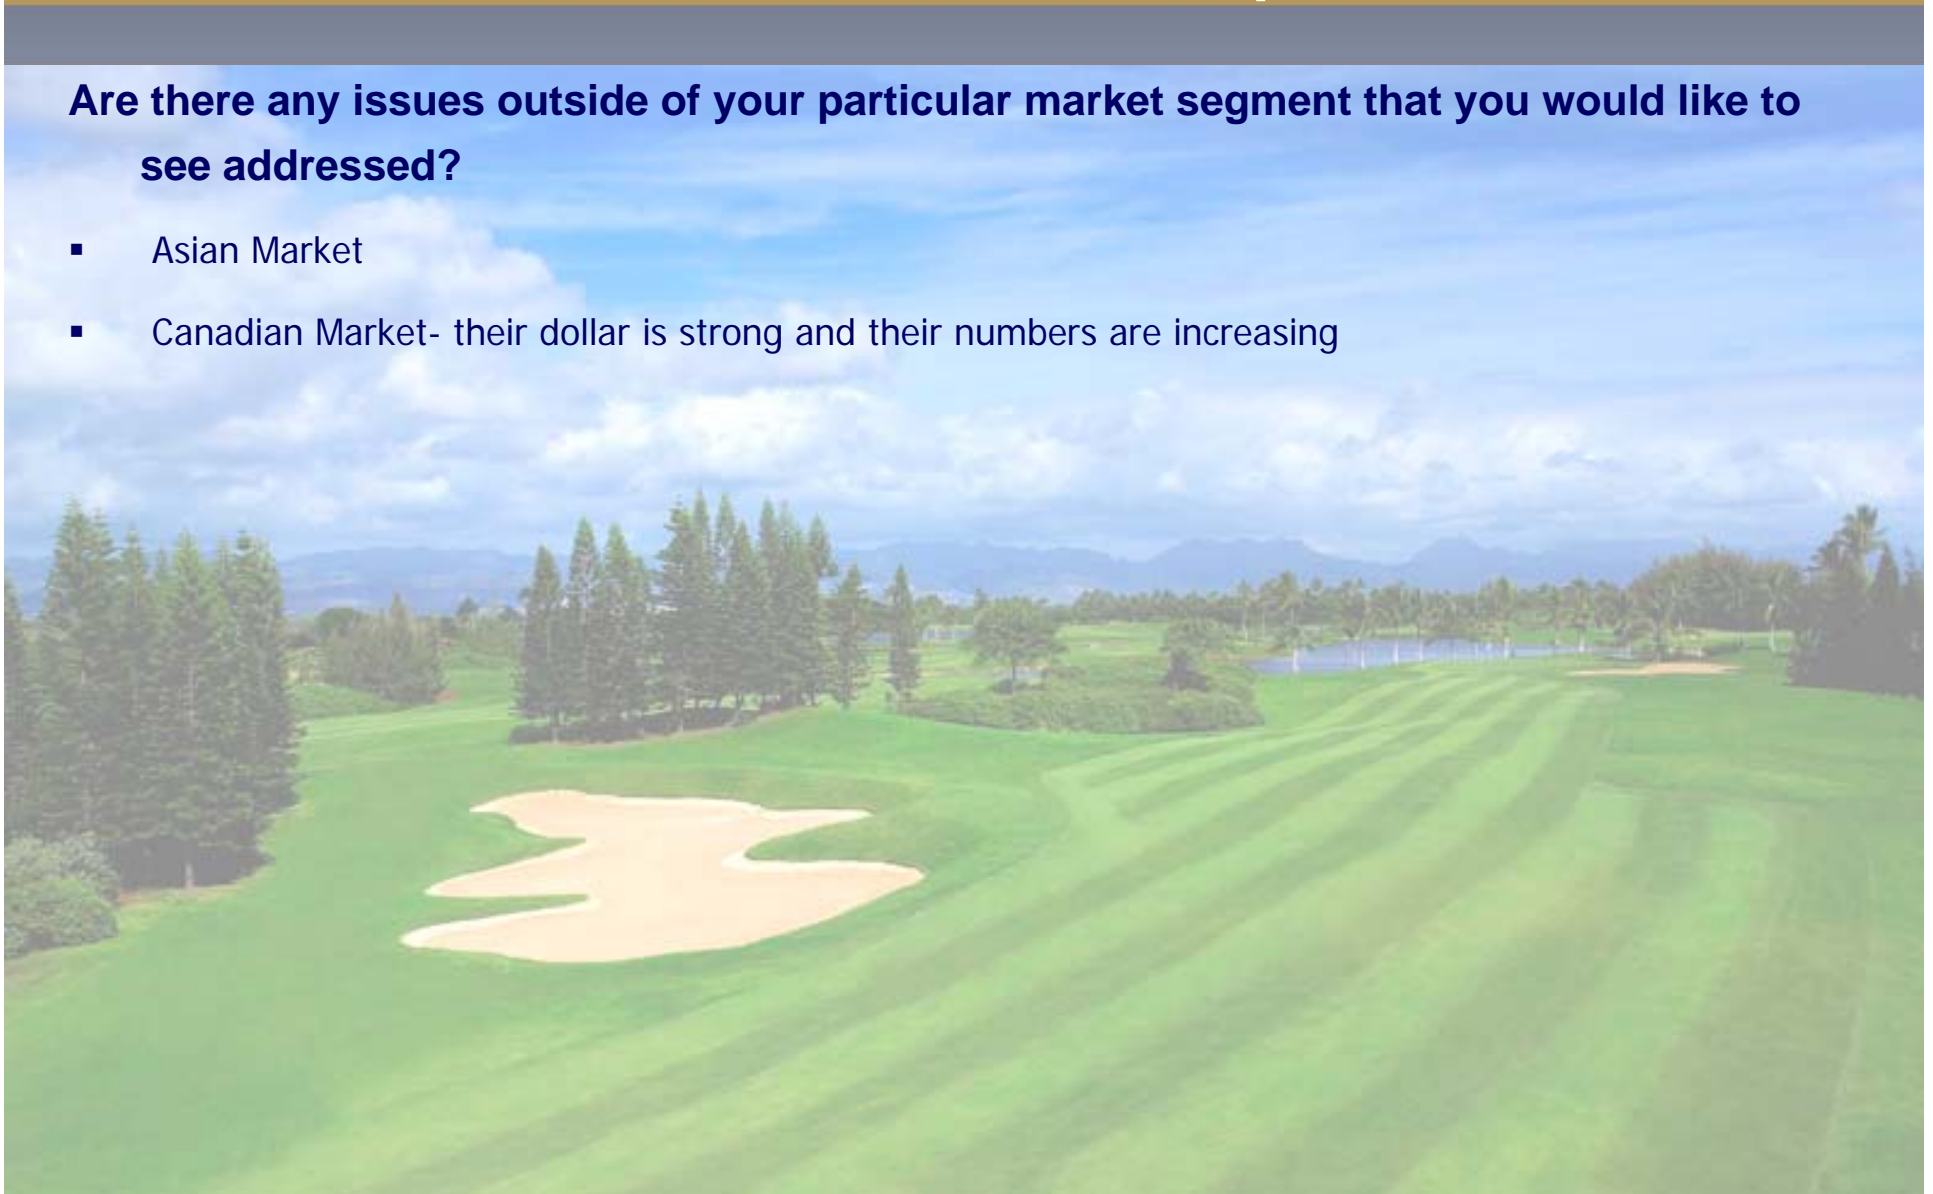 Are there any issues outside of your particular market segment that you would like to
see addressed?
▪ Asian Market
▪ Canadian Market- their dollar is strong and their numbers are increasing